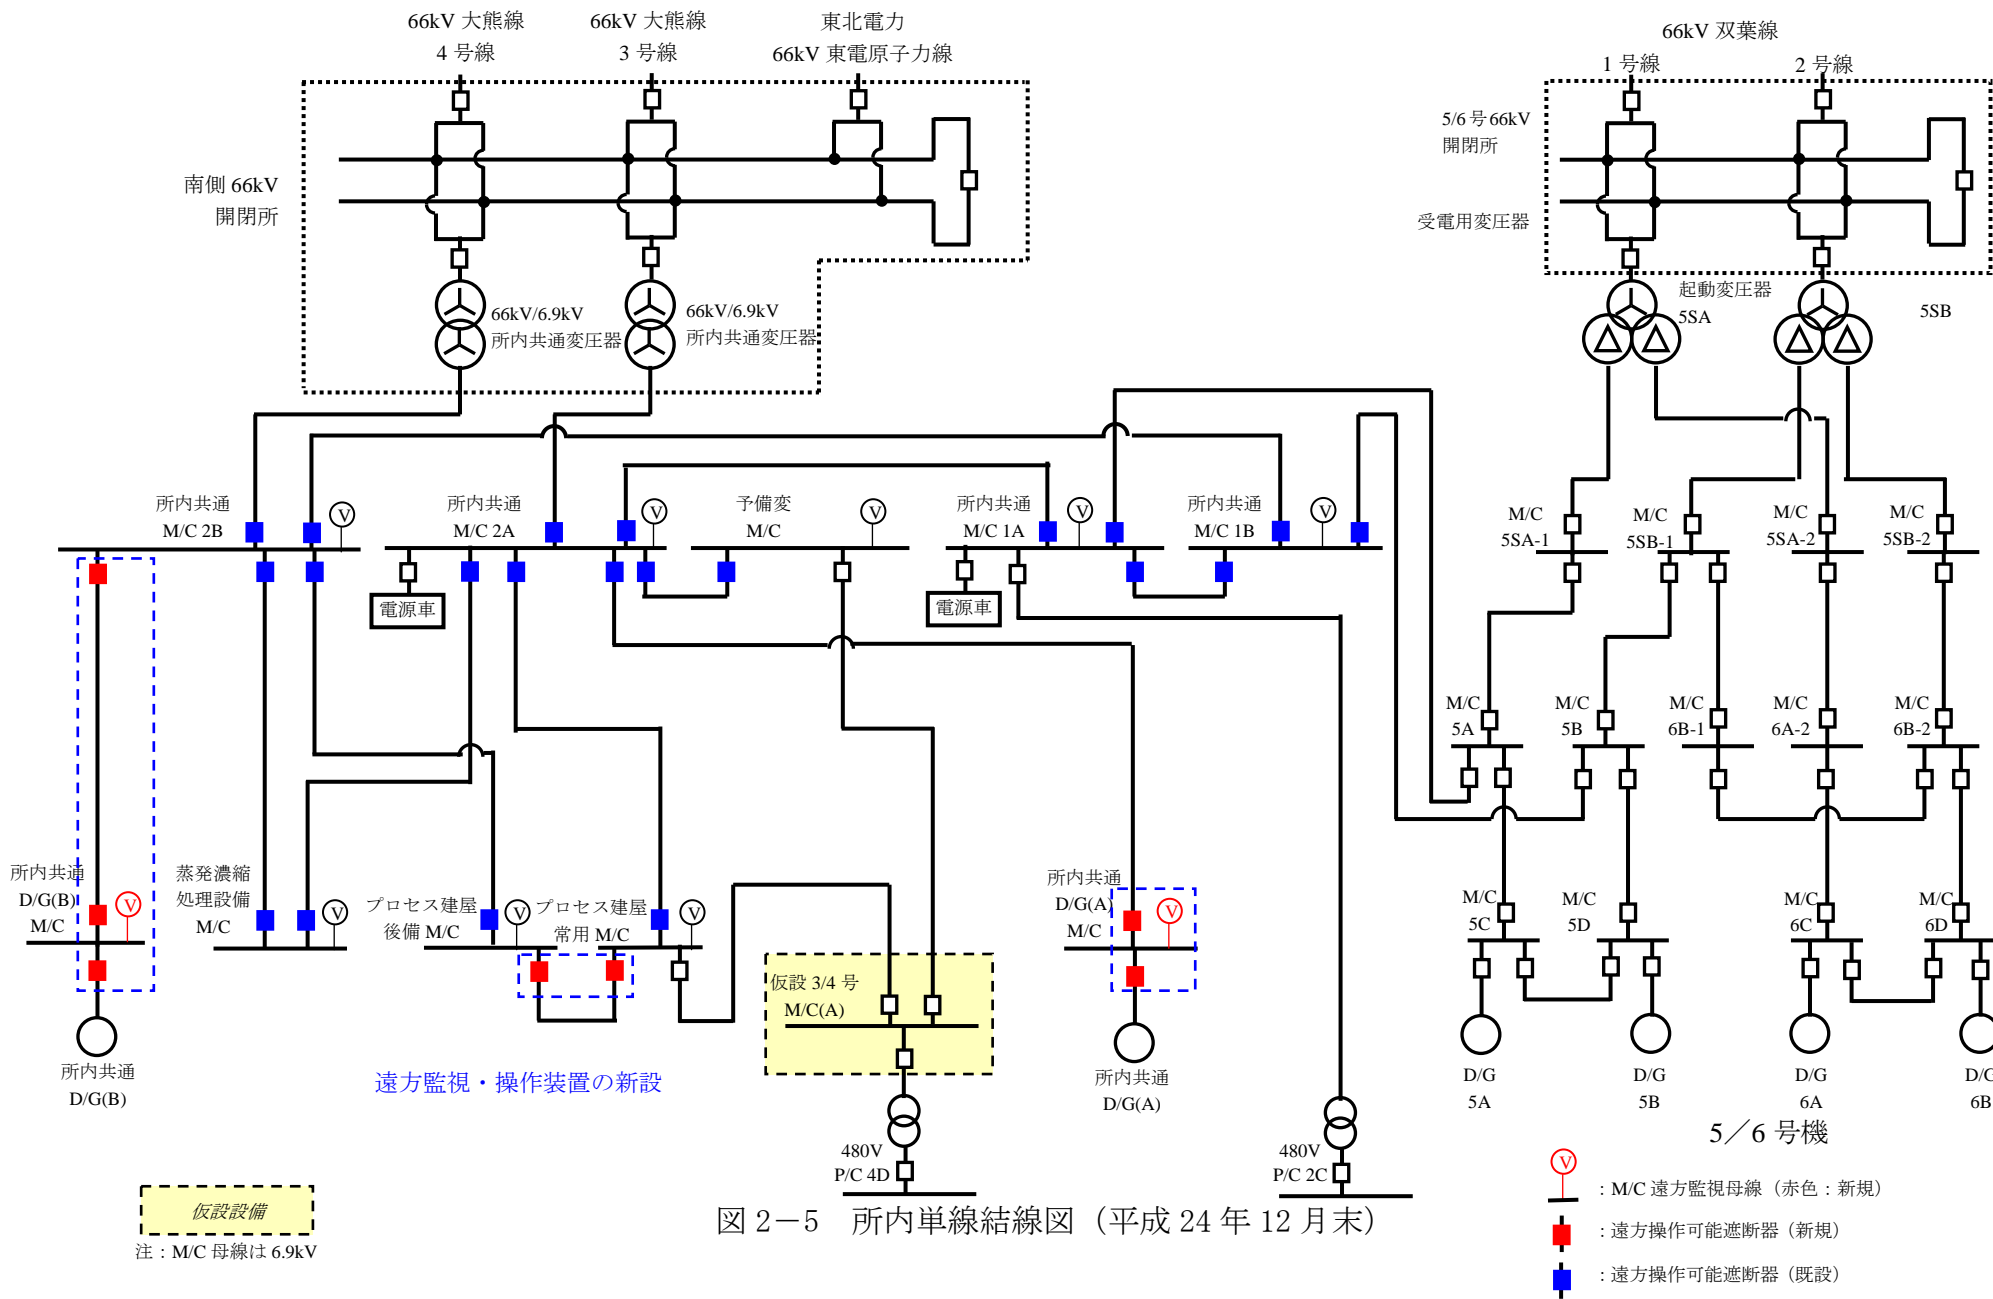 66kV 大熊線
4 号線
66kV 大熊線
3 号線
東北電力
66kV 東電原子力線
66kV 双葉線
1 号線
2 号線
南側 66kV
開閉所
5/6 号 66kV
開閉所
受電用変圧器
66kV/6.9kV
所内共通変圧器
66kV/6.9kV
所内共通変圧器
起動変圧器
5SA
5SB
所内共通
M/C 2B
V
所内共通
M/C 2A
V
予備変
M/C
V
所内共通
M/C 1A
V
所内共通
M/C 1B
V
M/C
5SA-1
M/C
5SB-1
M/C
5SA-2
M/C
5SB-2
電源車
電源車
M/C
5A
M/C
5B
M/C
6B-1
M/C
6A-2
M/C
6B-2
所内共通
D/G(B)
M/C
V
蒸発濃縮
処理設備
M/C
V
プロセス建屋
後備 M/C
V
プロセス建屋
常用 M/C
V
所内共通
D/G(A)
M/C
V
M/C
5C
M/C
5D
M/C
6C
M/C
6D
仮設 3/4 号
M/C(A)
所内共通
D/G(B)
遠方監視・操作装置の新設
所内共通
D/G(A)
D/G
5A
D/G
5B
D/G
6A
D/G
6B
5／6 号機
480V
P/C 4D
480V
P/C 2C
仮設設備
注：M/C 母線は 6.9kV
図 2－5　所内単線結線図（平成 24 年 12 月末）
V
：M/C 遠方監視母線（赤色：新規）
：遠方操作可能遮断器（新規）
：遠方操作可能遮断器（既設）